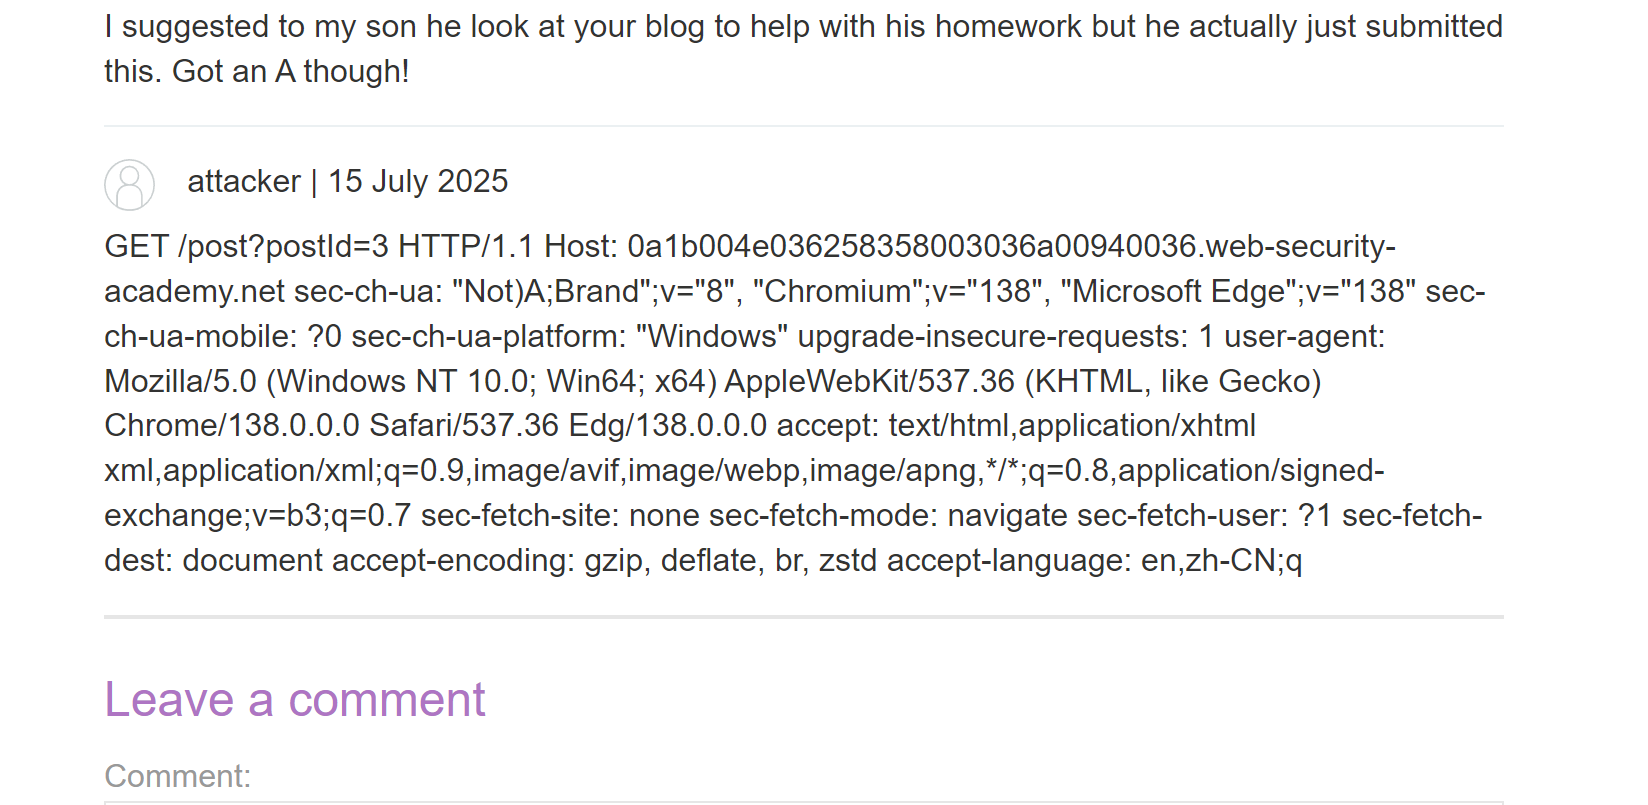 I suggested to my son he look at your blog to help with his homework but he actually just submitted
this. Got an A though!
attacker | 15 July 2025
GET /post?postId=3 HTTP/1.1 Host: 0a1b004e036258358003036a00940036.web-security-
academy.net sec-ch-ua: "Not)A;Brand";v="8", "Chromium";v="138", "Microsoft Edge";v="138" sec-
ch-ua-mobile: ?0 sec-ch-ua-platform: "Windows" upgrade-insecure-requests: 1 user-agent:
Mozilla/5.0 (Windows NT 10.0; Win64; x64) AppleWebKit/537.36 (KHTML, like Gecko)
Chrome/138.0.0.0 Safari/537.36 Edg/138.0.0.0 accept: text/html,application/xhtml
xml,application/xml;q=0.9,image/avif,image/webp,image/apng,*/*;q=0.8,application/signed-
exchange;v=b3;q=0.7 sec-fetch-site: none sec-fetch-mode: navigate sec-fetch-user: ?1 sec-fetch-
dest: document accept-encoding: gzip, deflate, br, zstd accept-language: en,zh-CN;q
Leave a comment
Comment: